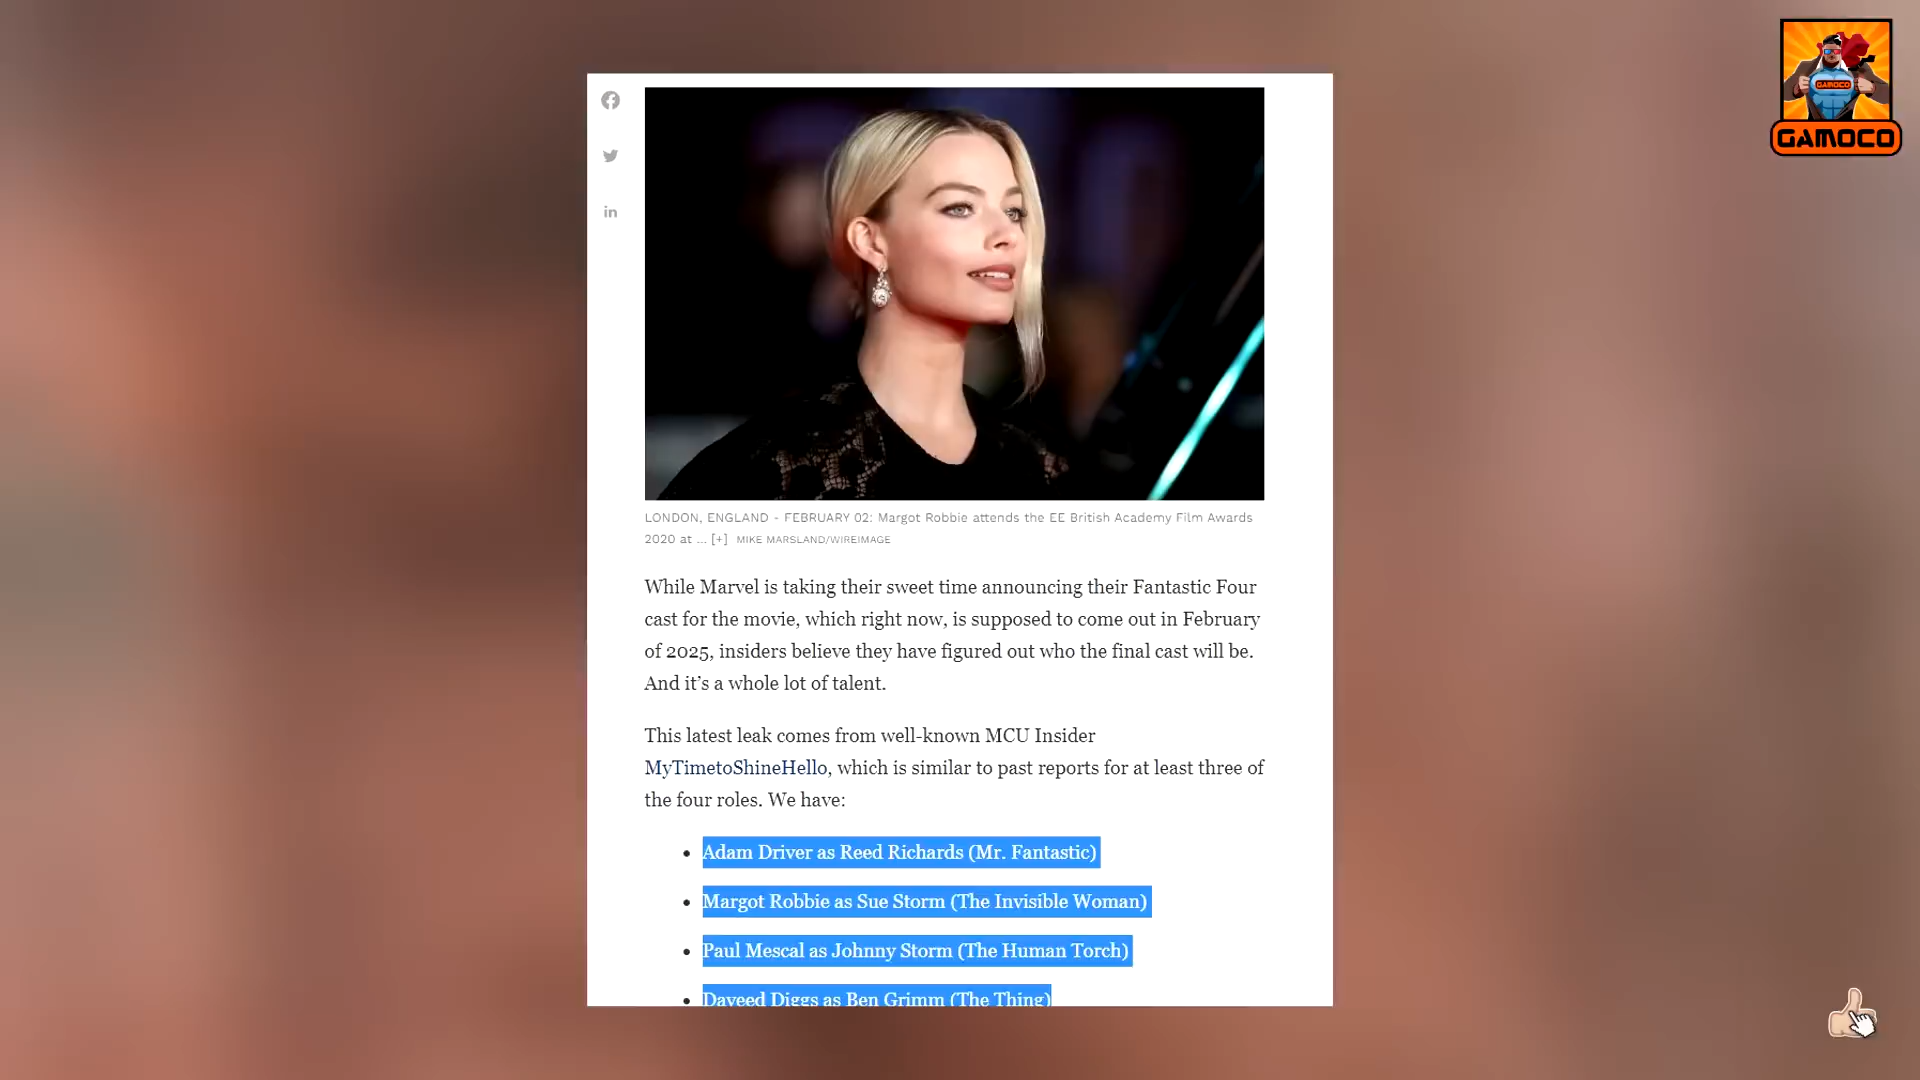 GAMOCO
GAMOCO
in
LONDON, ENGLAND - FEBRUARY 02: Margot Robbie attends the EE British Academy Film Awards
2020 at ... [+] MIKE MARSLAND/WIREIMAGE
While Marvel is taking their sweet time announcing their Fantastic Four
cast for the movie, which right now, is supposed to come out in February
of 2025, insiders believe they have figured out who the final cast will be.
And it’s a whole lot of talent.
This latest leak comes from well-known MCU Insider
MyTimetoShineHello, which is similar to past reports for at least three of
the four roles. We have:
• Adam Driver as Reed Richards (Mr. Fantastic)
• Margot Robbie as Sue Storm (The Invisible Woman)
• Paul Mescal as Johnny Storm (The Human Torch)
• Daveed Diggs as Ben Grimm (The Thing)